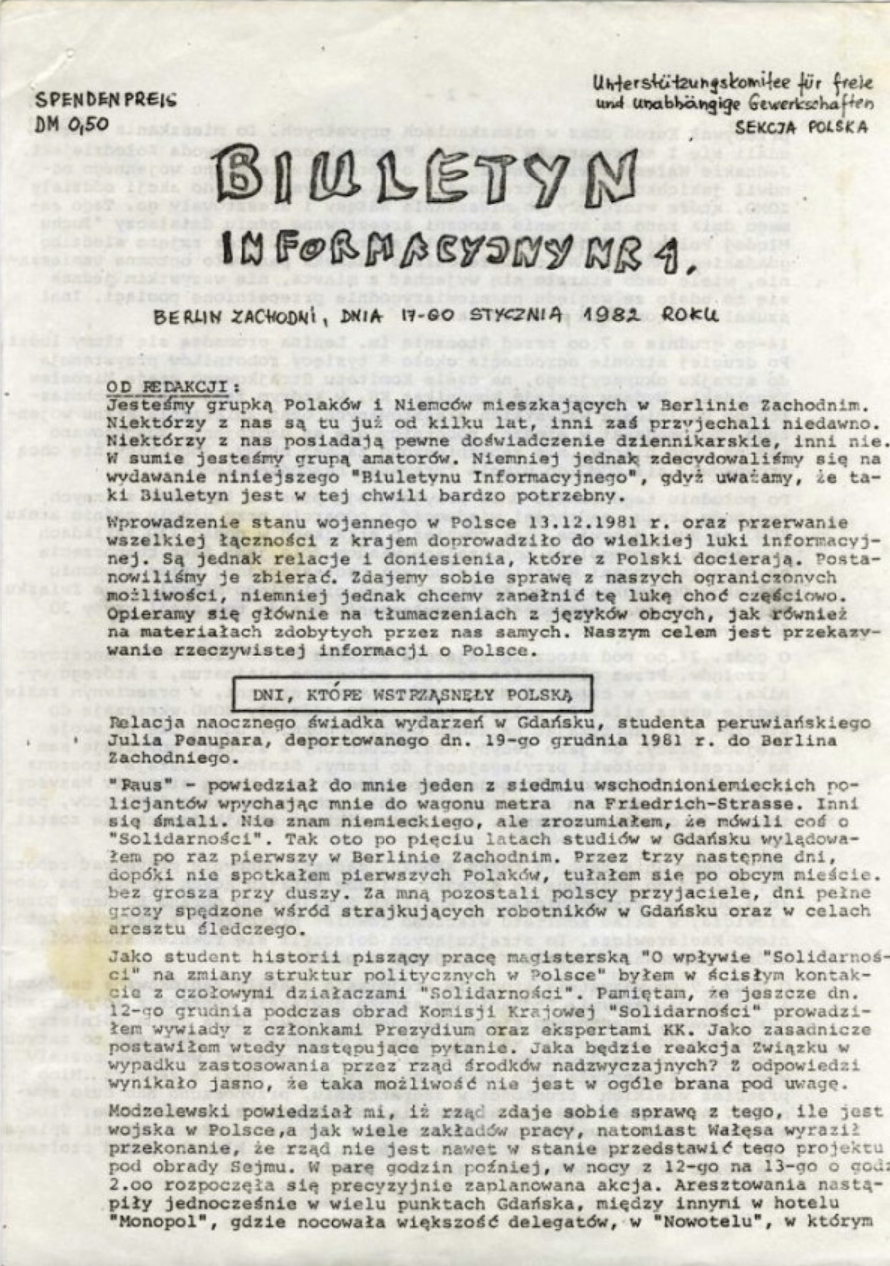 SPENDENPREIS
DM 0,50
Unterstützungskomitee für freie
und unabhängige Gewerkschaften
SEKCJA POLSKA
BIULETYN
INFORMACYJNY NR 1.
BERLIN ZACHODNI, DNIA 17-GO STYCZNIA 1982 ROKU
OD REDAKCJI:
Jesteśmy grupką Polaków i Niemców mieszkających w Berlinie Zachodnim.
Niektórzy z nas są tu już od kilku lat, inni zaś przyjechali niedawno.
Niektórzy z nas posiadają pewne doświadczenie dziennikarskie, inni nie.
W sumie jesteśmy grupą amatorów. Niemniej jednak zdecydowaliśmy się na
wydawanie niniejszego "Biuletynu Informacyjnego", gdyż uważamy, że ta-
ki Biuletyn jest w tej chwili bardzo potrzebny.
Wprowadzenie stanu wojennego w Polsce 13.12.1981 r. oraz przerwanie
wszelkiej łączności z krajem doprowadziło do wielkiej luki informacyj-
nej. Są jednak relacje i doniesienia, które z Polski docierają. Posta-
nowiliśmy je zbierać. Zdajemy sobie sprawę z naszych ograniczonych
możliwości, niemniej jednak chcemy zapełnić tę lukę choć częściowo.
Opieramy się głównie na tłumaczeniach z języków obcych, jak również
na materiałach zdobytych przez nas samych. Naszym celem jest przekazy-
wanie rzeczywistej informacji o Polsce.
DNI, KTÓRE WSTRZĄSNĘŁY POLSKĄ
Relacja naocznego świadka wydarzeń w Gdańsku, studenta peruwiańskiego
Julia Peaupara, deportowanego dn. 19-go grudnia 1981 r. do Berlina
Zachodniego.
"Raus" - powiedział do mnie jeden z siedmiu wschodnioniemieckich po-
licjantów wpychając mnie do wagonu metra na Friedrich-Strasse. Inni
się śmiali. Nie znam niemieckiego, ale zrozumiałem, że mówili coś o
"Solidarności". Tak oto po pięciu latach studiów w Gdańsku wylądowa-
łem po raz pierwszy w Berlinie Zachodnim. Przez trzy następne dni,
dopóki nie spotkałem pierwszych Polaków, tułałem się po obcym mieście.
bez grosza przy duszy. Za mną pozostali polscy przyjaciele, dni pełne
grozy spędzone wśród strajkujących robotników w Gdańsku oraz w celach
aresztu śledczego.
Jako student historii piszący pracę magisterską "O wpływie "Solidarnoś-
ci" na zmiany struktur politycznych w Polsce" byłem w ścisłym kontak-
cie z czołowymi działaczami "Solidarności". Pamiętam, że jeszcze dn.
12-go grudnia podczas obrad Komisji Krajowej "Solidarności" prowadzi-
łem wywiady z członkami Prezydium oraz ekspertami KK. Jako zasadnicze
postawiłem wtedy następujące pytanie. Jaka będzie reakcja Związku w
wypadku zastosowania przez rząd środków nadzwyczajnych? Z odpowiedzi
wynikało jasno, że taka możliwość nie jest w ogóle brana pod uwagę.
Modzelewski powiedział mi, iż rząd zdaje sobie sprawę z tego, ile jest
wojska w Polsce,a jak wiele zakładów pracy, natomiast Wałęsa wyraził
przekonanie, że rząd nie jest nawet w stanie przedstawić tego projektu
pod obrady Sejmu. W parę godzin poźniej, w nocy z 12-go na 13-go o godz
2.oo rozpoczęła się precyzyjnie zaplanowana akcja. Aresztowania nastą-
piły jednocześnie w wielu punktach Gdańska, między innymi w hotelu
"Monopol", gdzie nocowała większość delegatów, w "Nowotelu", w którym